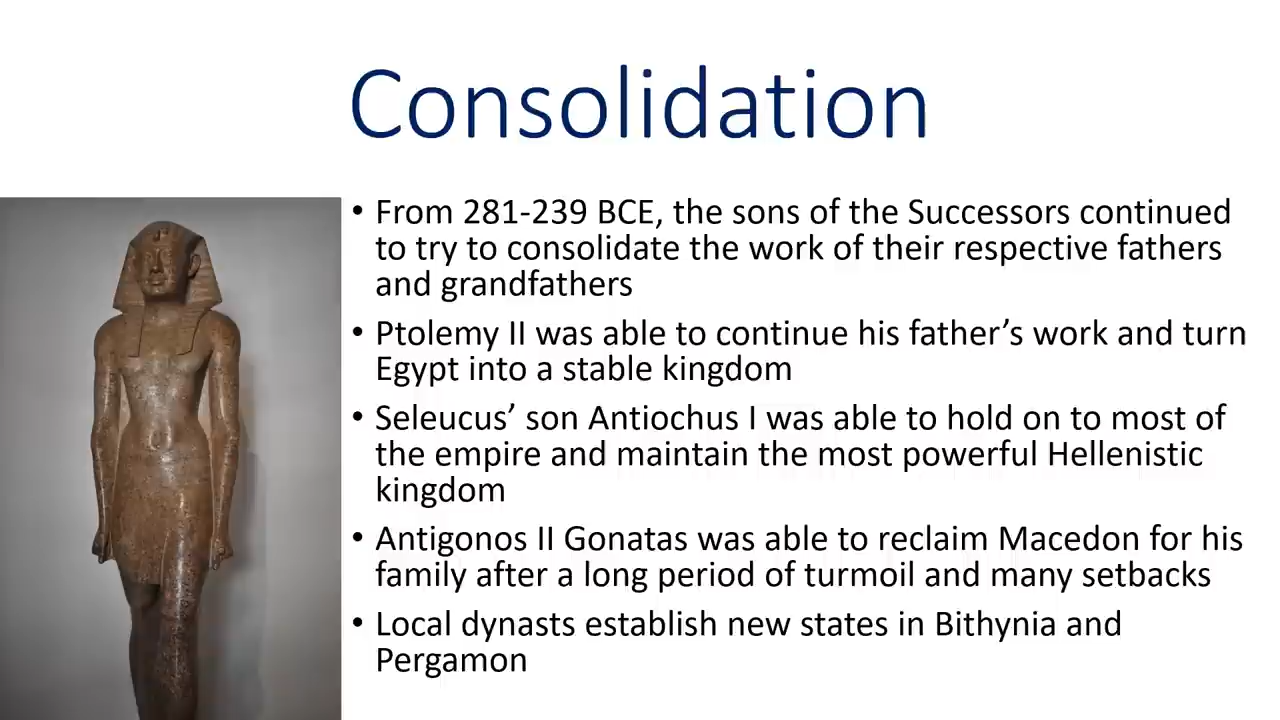 Consolidation
• From 281-239 BCE, the sons of the Successors continued
to try to consolidate the work of their respective fathers
and grandfathers
• Ptolemy II was able to continue his father’s work and turn
Egypt into a stable kingdom
• Seleucus’ son Antiochus I was able to hold on to most of
the empire and maintain the most powerful Hellenistic
kingdom
• Antigonos II Gonatas was able to reclaim Macedon for his
family after a long period of turmoil and many setbacks
• Local dynasts establish new states in Bithynia and
Pergamon